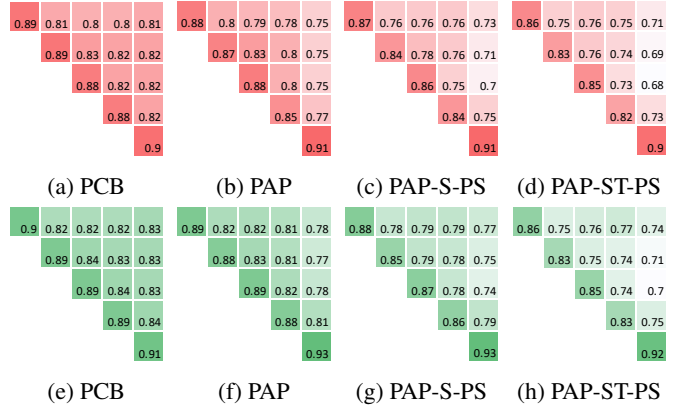 0.89 0.81 0.8 0.8 0.81 0.88 0.8 0.79 0.79 0.75 0.87 0.76 0.76 0.76 0.73 0.86 0.75 0.76 0.75 0.71
0.89 0.83 0.82 0.82 0.87 0.83 0.8 0.75 0.84 0.78 0.76 0.71 0.83 0.76 0.74 0.69
0.88 0.82 0.82 0.88 0.8 0.75 0.86 0.75 0.7 0.85 0.73 0.68
0.88 0.82 0.85 0.77 0.84 0.75 0.82 0.73
0.9 0.91 0.91 0.9
(a) PCB (b) PAP (c) PAP-S-PS (d) PAP-ST-PS
0.9 0.82 0.82 0.82 0.83 0.89 0.82 0.82 0.81 0.78 0.88 0.78 0.79 0.79 0.77 0.86 0.75 0.76 0.77 0.74
0.89 0.84 0.83 0.83 0.88 0.83 0.81 0.77 0.85 0.79 0.78 0.75 0.83 0.75 0.74 0.71
0.89 0.84 0.83 0.89 0.82 0.78 0.87 0.78 0.74 0.85 0.74 0.7
0.89 0.84 0.88 0.81 0.86 0.79 0.83 0.75
0.91 0.93 0.93 0.92
(e) PCB (f) PAP (g) PAP-S-PS (h) PAP-ST-PS